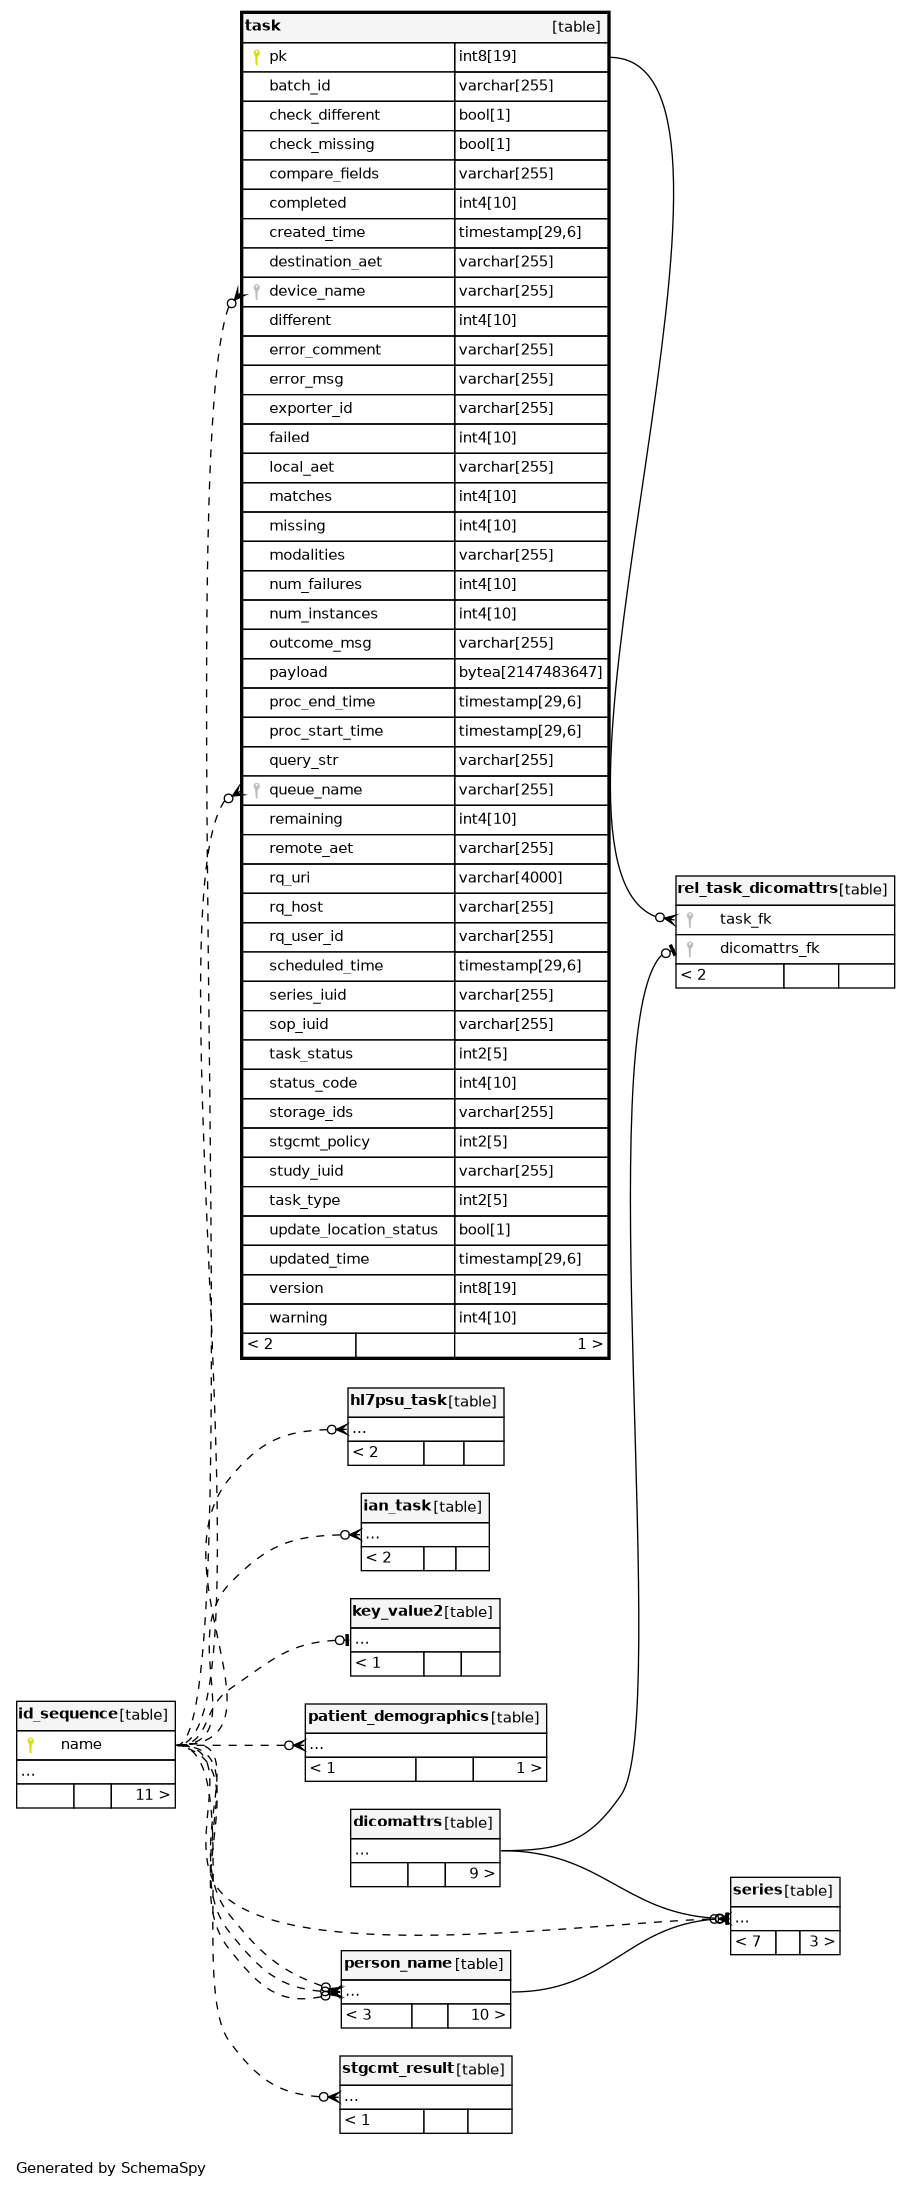 task [table]
pk int8[19]
batch_id varchar[255]
check_different bool[1]
check_missing bool[1]
compare_fields varchar[255]
completed int4[10]
created_time timestamp[29,6]
destination_aet varchar[255]
device_name varchar[255]
different int4[10]
error_comment varchar[255]
error_msg varchar[255]
exporter_id varchar[255]
failed int4[10]
local_aet varchar[255]
matches int4[10]
missing int4[10]
modalities varchar[255]
num_failures int4[10]
num_instances int4[10]
outcome_msg varchar[255]
payload bytea[2147483647]
proc_end_time timestamp[29,6]
proc_start_time timestamp[29,6]
query_str varchar[255]
queue_name varchar[255]
remaining int4[10]
remote_aet varchar[255]
rq_uri varchar[4000]
rq_host varchar[255]
rq_user_id varchar[255]
scheduled_time timestamp[29,6]
series_iuid varchar[255]
sop_iuid varchar[255]
task_status int2[5]
status_code int4[10]
storage_ids varchar[255]
stgcmt_policy int2[5]
study_iuid varchar[255]
task_type int2[5]
update_location_status bool[1]
updated_time timestamp[29,6]
version int8[19]
warning int4[10]
< 2 1 >
rel_task_dicomattrs [table]
task_fk
dicomattrs_fk
< 2
hl7psu_task [table]
...
< 2
ian_task [table]
...
< 2
key_value2 [table]
...
< 1
id_sequence [table]
name
...
11 >
patient_demographics [table]
...
< 1 1 >
dicomattrs [table]
...
9 >
series [table]
...
< 7 3 >
person_name [table]
...
< 3 10 >
stgcmt_result [table]
...
< 1
Generated by SchemaSpy